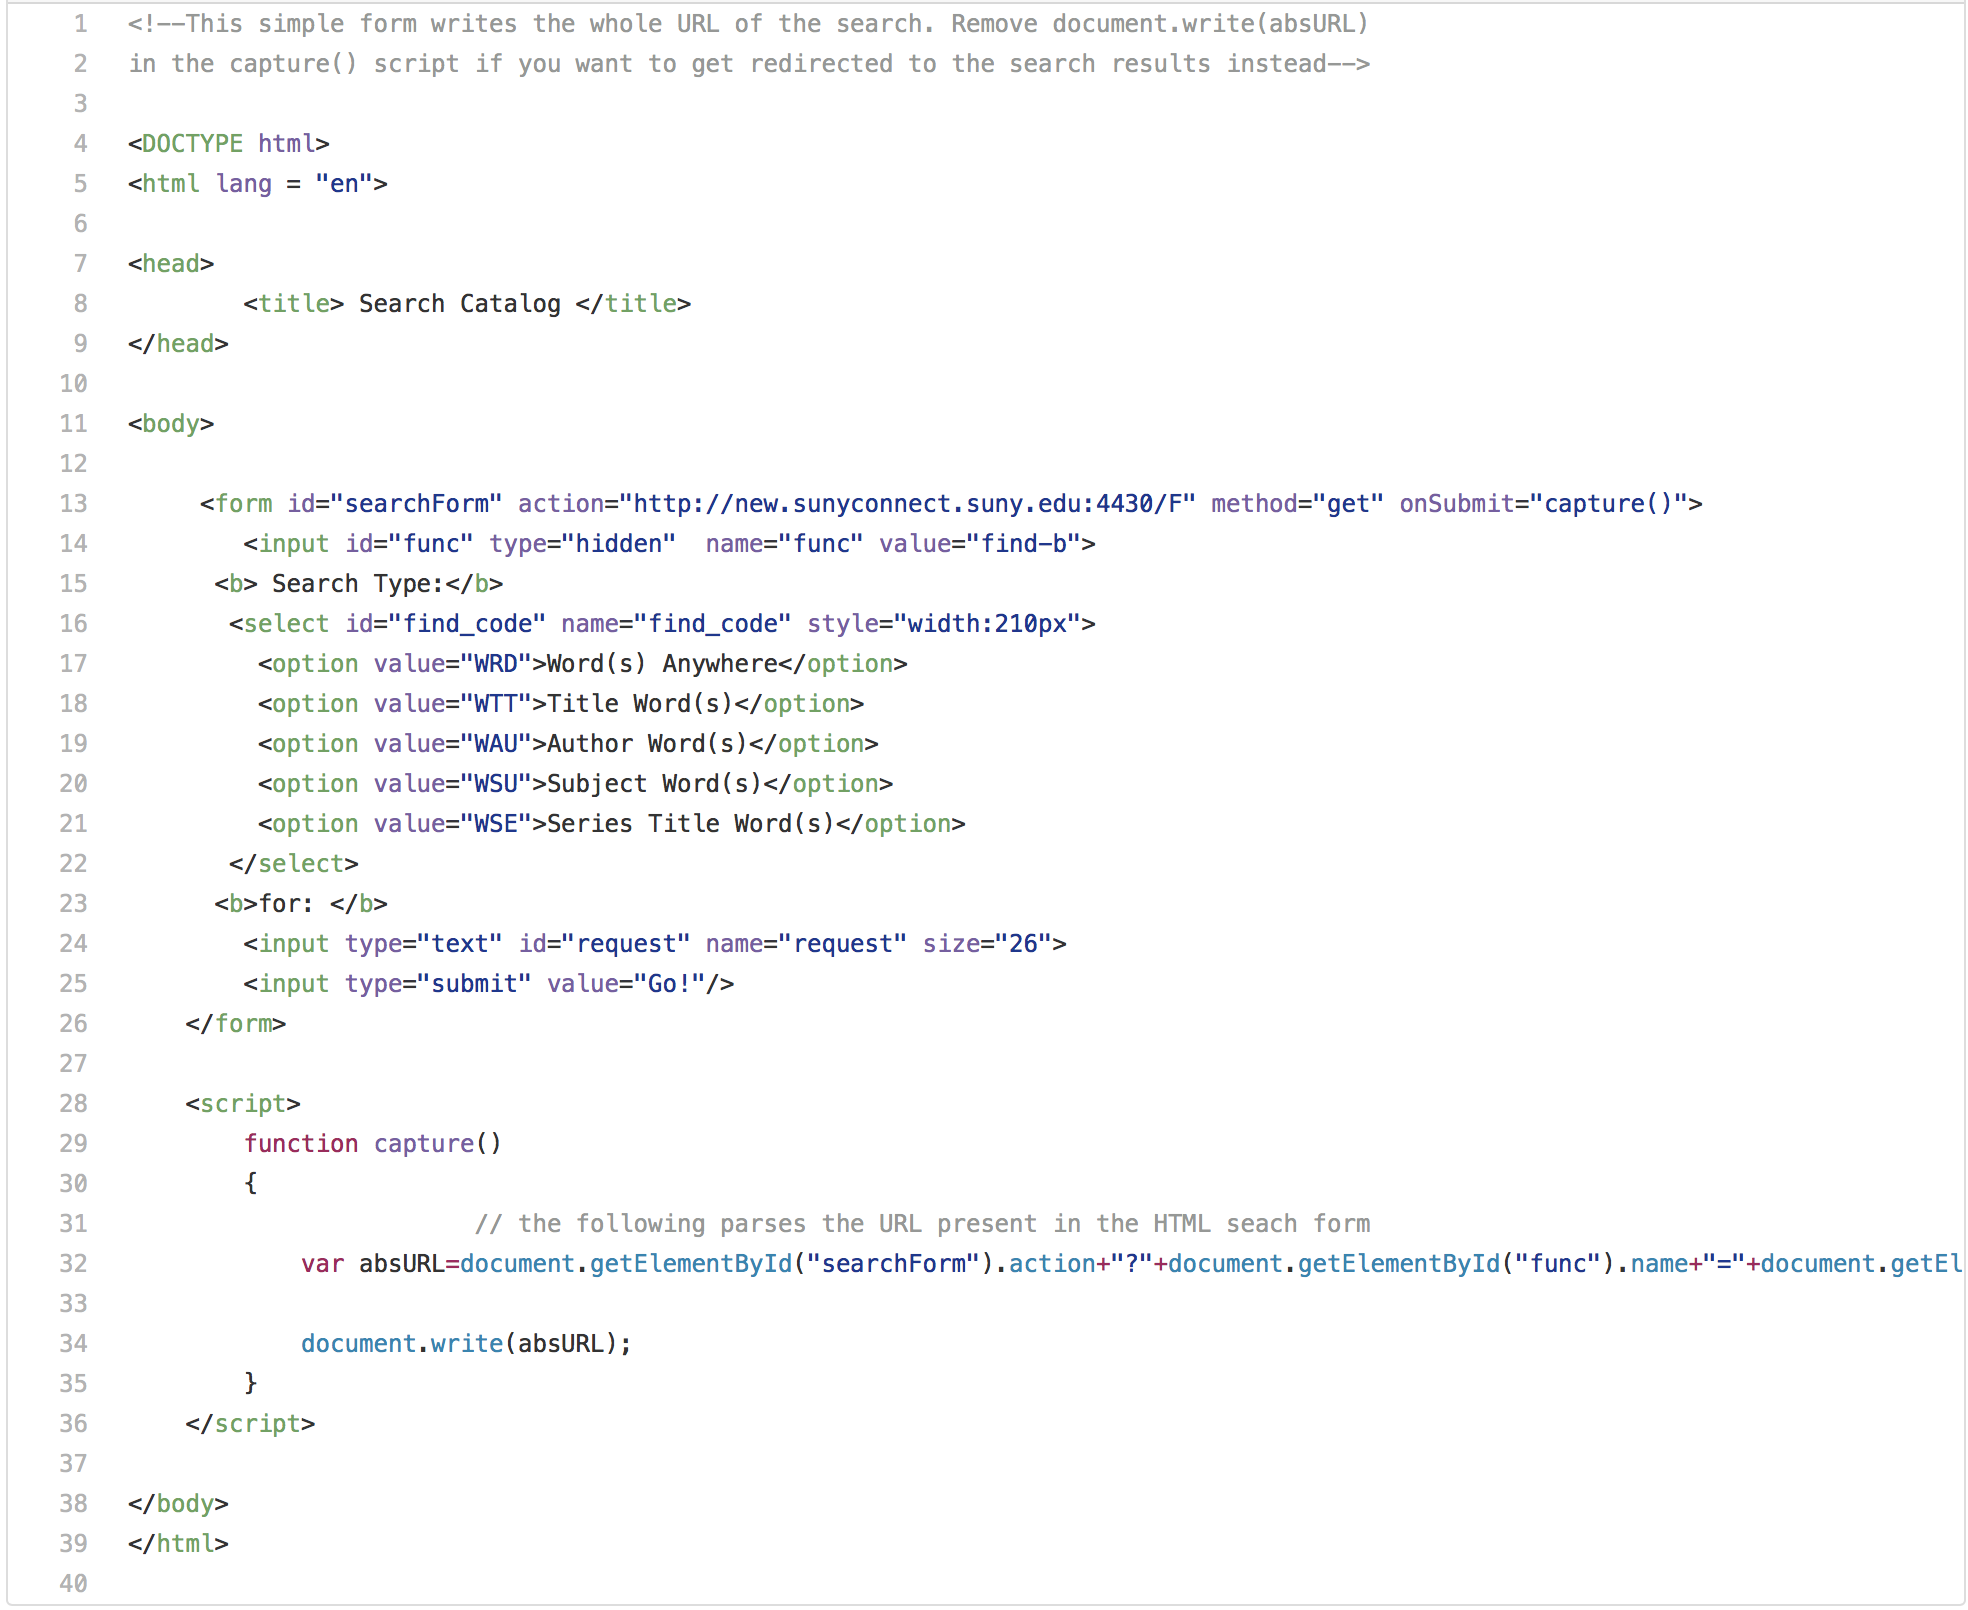 1 <!--This simple form writes the whole URL of the search. Remove document.write(absURL)
2 in the capture() script if you want to get redirected to the search results instead-->
3
4 <DOCTYPE html>
5 <html lang = "en">
6
7 <head>
8 <title> Search Catalog </title>
9 </head>
10
11 <body>
12
13 <form id="searchForm" action="http://new.sunyconnect.suny.edu:4430/F" method="get" onSubmit="capture()">
14 <input id="func" type="hidden"  name="func" value="find-b">
15 <b> Search Type:</b>
16 <select id="find_code" name="find_code" style="width:210px">
17 <option value="WRD">Word(s) Anywhere</option>
18 <option value="WTT">Title Word(s)</option>
19 <option value="WAU">Author Word(s)</option>
20 <option value="WSU">Subject Word(s)</option>
21 <option value="WSE">Series Title Word(s)</option>
22 </select>
23 <b>for: </b>
24 <input type="text" id="request" name="request" size="26">
25 <input type="submit" value="Go!"/>
26 </form>
27
28 <script>
29 function capture()
30 {
31 // the following parses the URL present in the HTML seach form
32 var absURL=document.getElementById("searchForm").action+"?"+document.getElementById("func").name+"="+document.getEl
33
34 document.write(absURL);
35 }
36 </script>
37
38 </body>
39 </html>
40